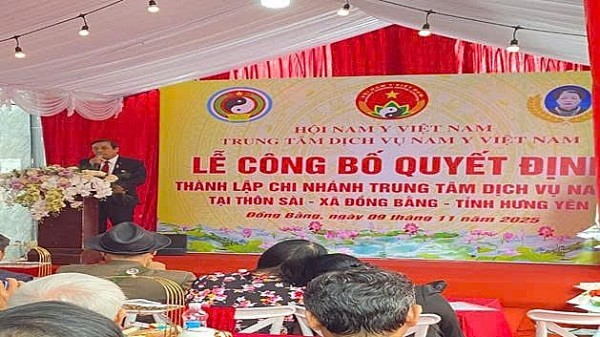 HỘI NAM Y VIỆT NAM
TRUNG TÂM DỊCH VỤ NAM Y VIỆT NAM
LỄ CÔNG BỐ QUYẾT ĐỊNH
THÀNH LẬP CHI NHÁNH TRUNG TÂM DỊCH VỤ NA
TẠI THÔN SÀI - XÃ ĐỒNG BẰNG - TỈNH HƯNG YÊN
Đồng Bằng, ngày 09 tháng 11 năm 2025